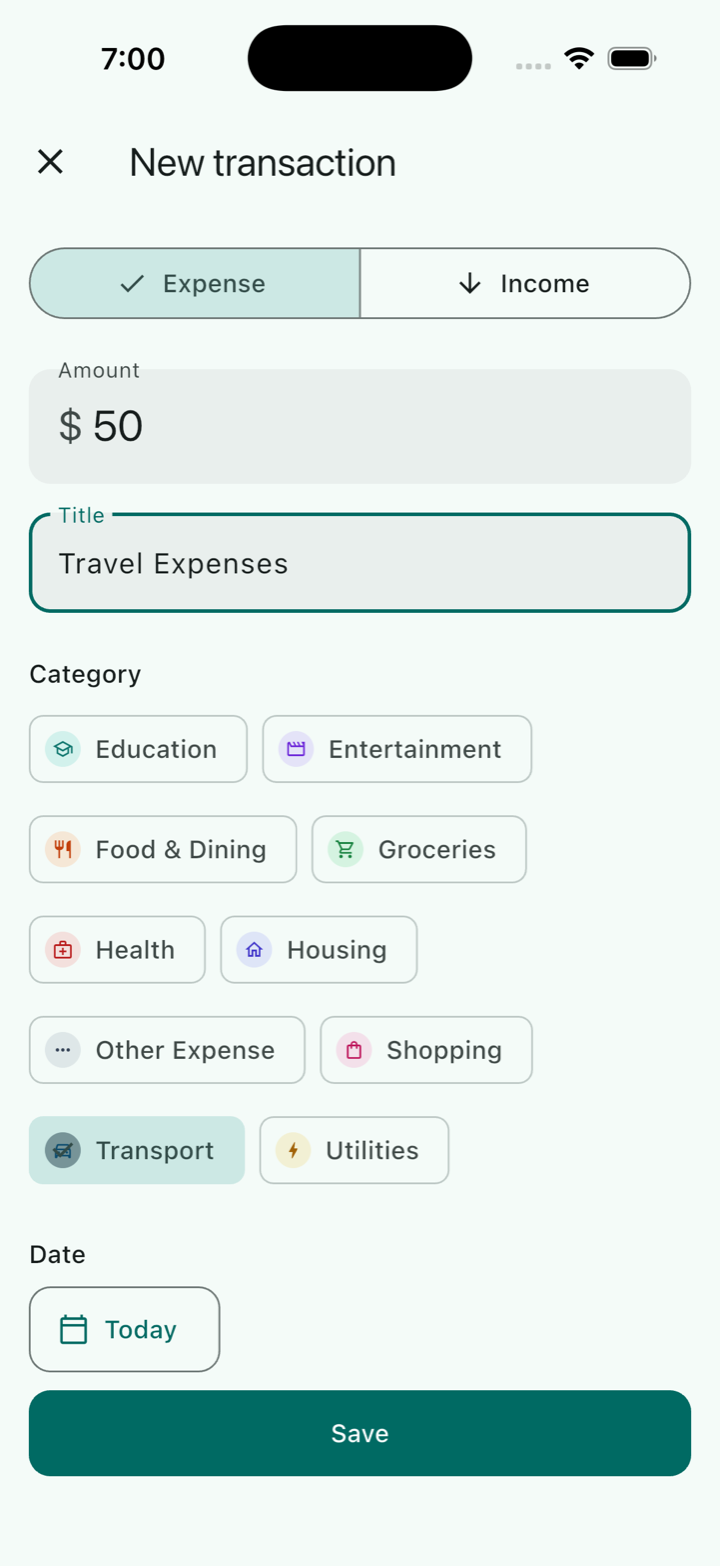 7:00
New transaction
Expense Income
Amount
$ 50
Title
Travel Expenses
Category
Education Entertainment
Food & Dining Groceries
Health Housing
Other Expense Shopping
Transport Utilities
Date
Today
Save